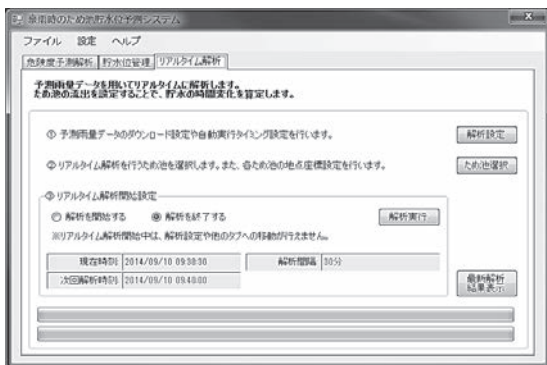 豪雨時のため池貯水位予測システム
ファイル 設定 ヘルプ
危険度予測解析 貯水位管理 リアルタイム解析
予測雨量データを用いてリアルタイムに解析します。
ため池の流出を設定することで、貯水の時間変化を算定します。
① 予測雨量データのダウンロード設定や自動実行タイミング設定を行います。 解析設定
② リアルタイム解析を行うため池を選択します。また、各ため池の地点座標設定を行います。 ため池選択
③ リアルタイム解析開始設定
解析を開始する 解析を終了する 解析実行
※リアルタイム解析開始中は、解析設定や他のタブへの移動が行えません。
現在時刻 2014/09/10 09:38:38 解析間隔 30分
次回解析時刻 2014/09/10 09:40:00
最新解析
結果表示